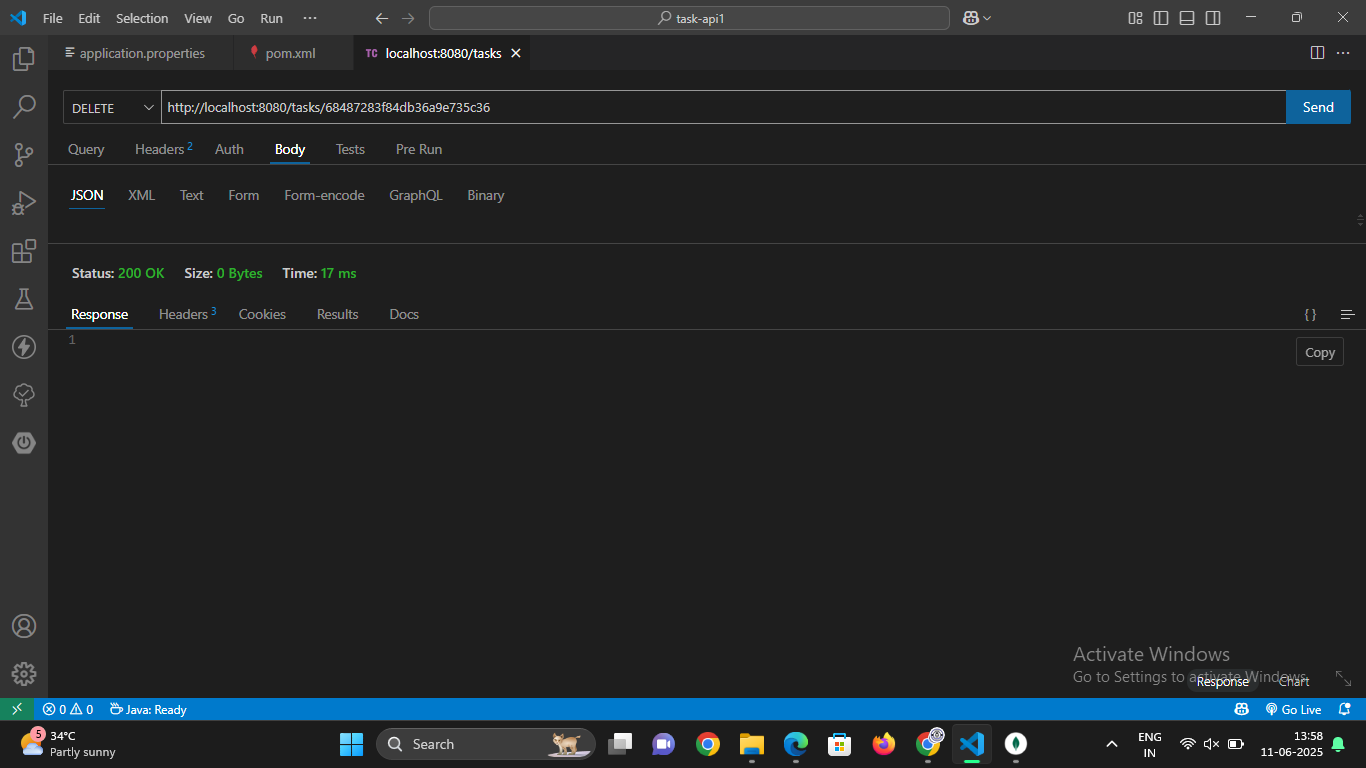 File Edit Selection View Go Run ··· task-api1
application.properties pom.xml TC localhost:8080/tasks
DELETE http://localhost:8080/tasks/68487283f84db36a9e735c36 Send
Query Headers 2 Auth Body Tests Pre Run
JSON XML Text Form Form-encode GraphQL Binary
Status: 200 OK Size: 0 Bytes Time: 17 ms
Response Headers 3 Cookies Results Docs { }
1
Copy
Activate Windows
Go to Settings to activate Windows.
Response Chart
0 0 Java: Ready Go Live
5 34°C
Partly sunny
Search
ENG
IN
13:58
11-06-2025